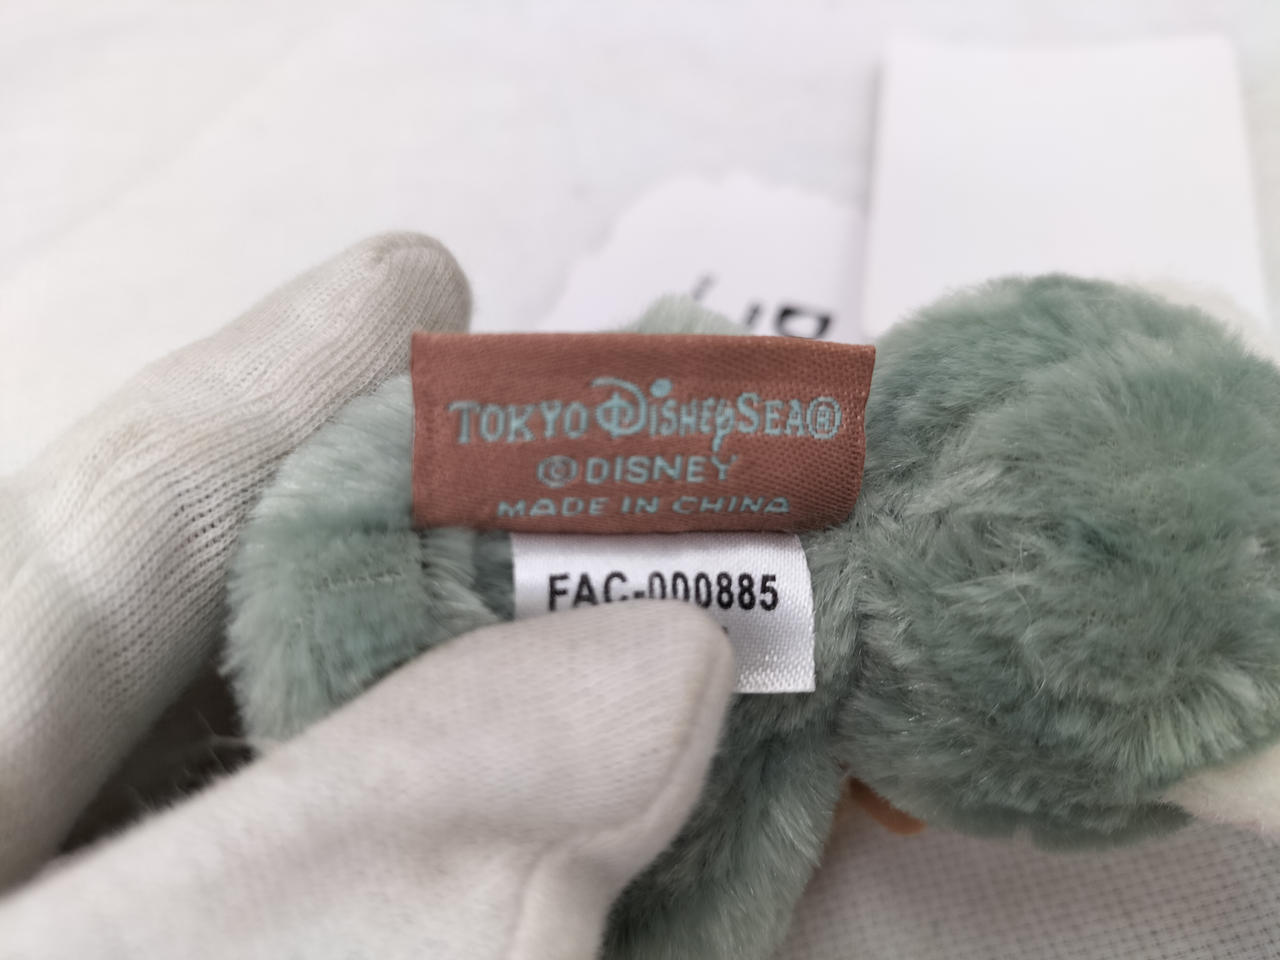 TOKYO DISNEYSEA®
© DISNEY
MADE IN CHINA
FAC-000885